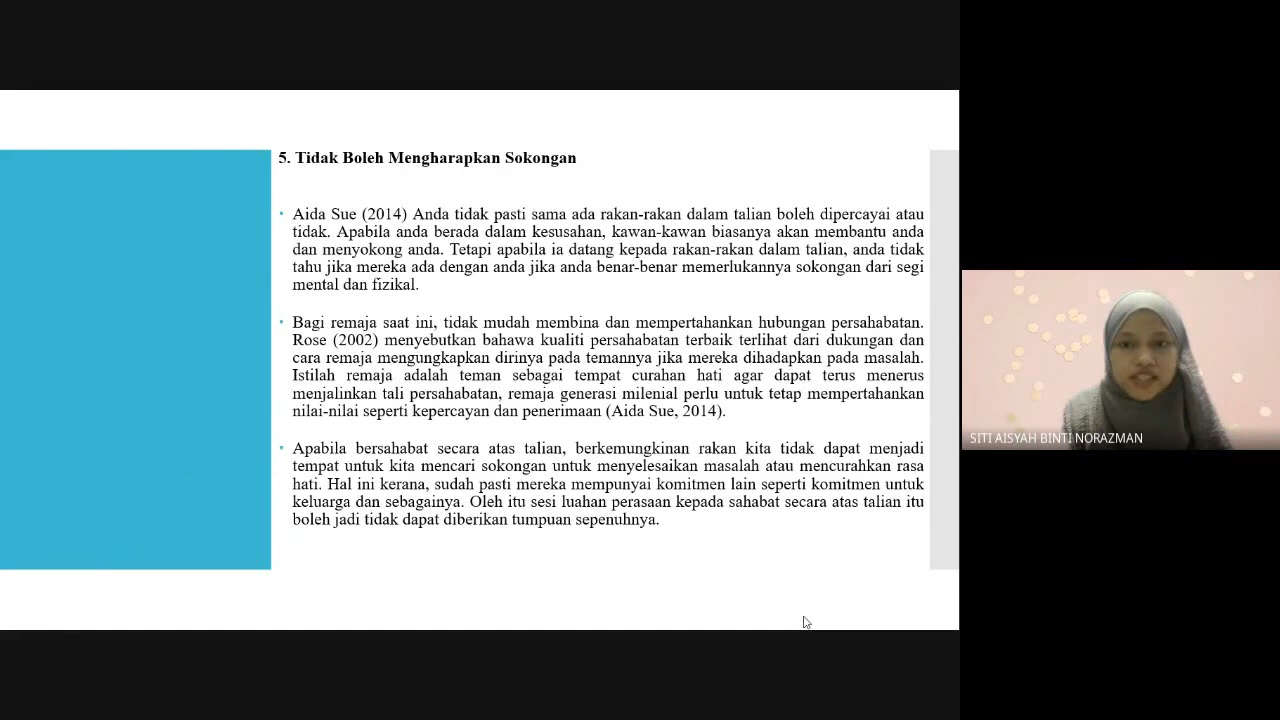 5. Tidak Boleh Mengharapkan Sokongan
• Aida Sue (2014) Anda tidak pasti sama ada rakan-rakan dalam talian boleh dipercayai atau
tidak. Apabila anda berada dalam kesusahan, kawan-kawan biasanya akan membantu anda
dan menyokong anda. Tetapi apabila ia datang kepada rakan-rakan dalam talian, anda tidak
tahu jika mereka ada dengan anda jika anda benar-benar memerlukannya sokongan dari segi
mental dan fizikal.
• Bagi remaja saat ini, tidak mudah membina dan mempertahankan hubungan persahabatan.
Rose (2002) menyebutkan bahawa kualiti persahabatan terbaik terlihat dari dukungan dan
cara remaja mengungkapkan dirinya pada temannya jika mereka dihadapkan pada masalah.
Istilah remaja adalah teman sebagai tempat curahan hati agar dapat terus menerus
menjalinkan tali persahabatan, remaja generasi milenial perlu untuk tetap mempertahankan
nilai-nilai seperti kepercayan dan penerimaan (Aida Sue, 2014).
• Apabila bersahabat secara atas talian, berkemungkinan rakan kita tidak dapat menjadi
tempat untuk kita mencari sokongan untuk menyelesaikan masalah atau mencurahkan rasa
hati. Hal ini kerana, sudah pasti mereka mempunyai komitmen lain seperti komitmen untuk
keluarga dan sebagainya. Oleh itu sesi luahan perasaan kepada sahabat secara atas talian itu
boleh jadi tidak dapat diberikan tumpuan sepenuhnya.
SITI AISYAH BINTI NORAZMAN